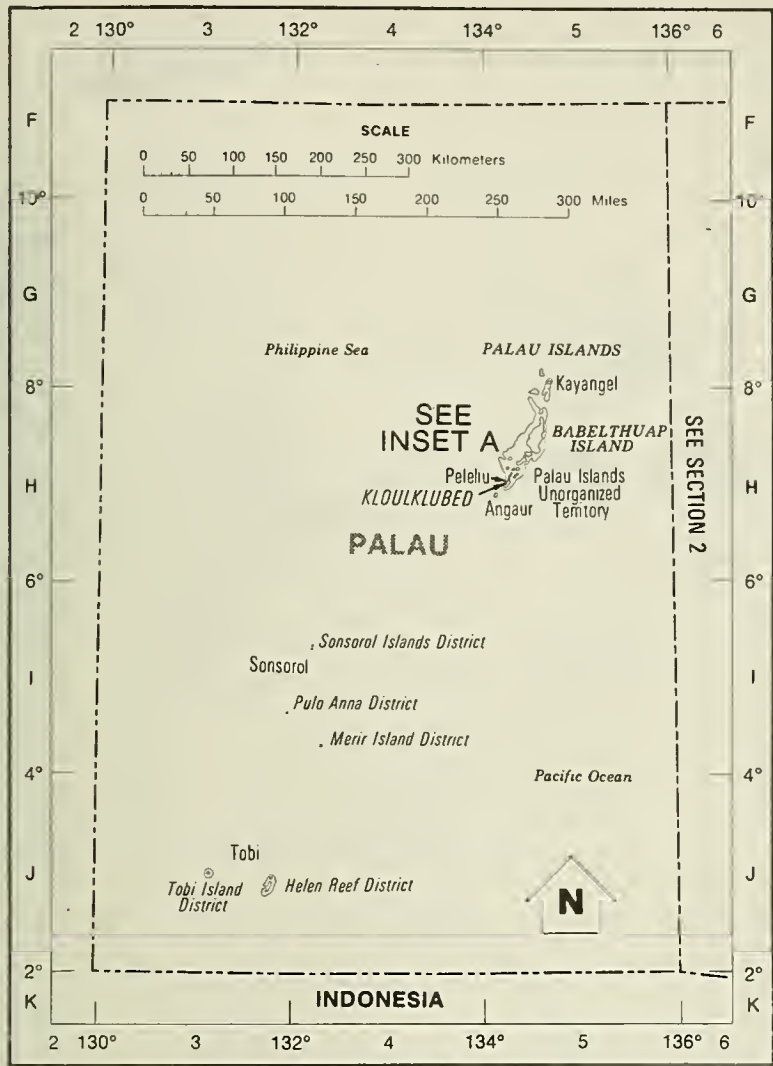 2 130° 3 132° 4 134° 5 136° 6
F
F
SCALE
0 50 100 150 200 250 300 Kilometers
10°
10°
0 50 100 150 200 250 300 Miles
G
G
Philippine Sea
PALAU ISLANDS
8°
Kayangel
8°
SEE
INSET A
BABELTHUAP
ISLAND
SEE SECTION 2
H
Peleliu
Palau Islands
Unorganized
Territory
H
KLOULKLUBED
Angaur
PALAU
6°
6°
Sonsorol Islands District
Sonsorol
I
I
Pulo Anna District
Merir Island District
4°
Pacific Ocean
4°
Tobi
J
J
Tobi Island
District
Helen Reef District
N
2°
2°
K
INDONESIA
K
2 130° 3 132° 4 134° 5 136° 6